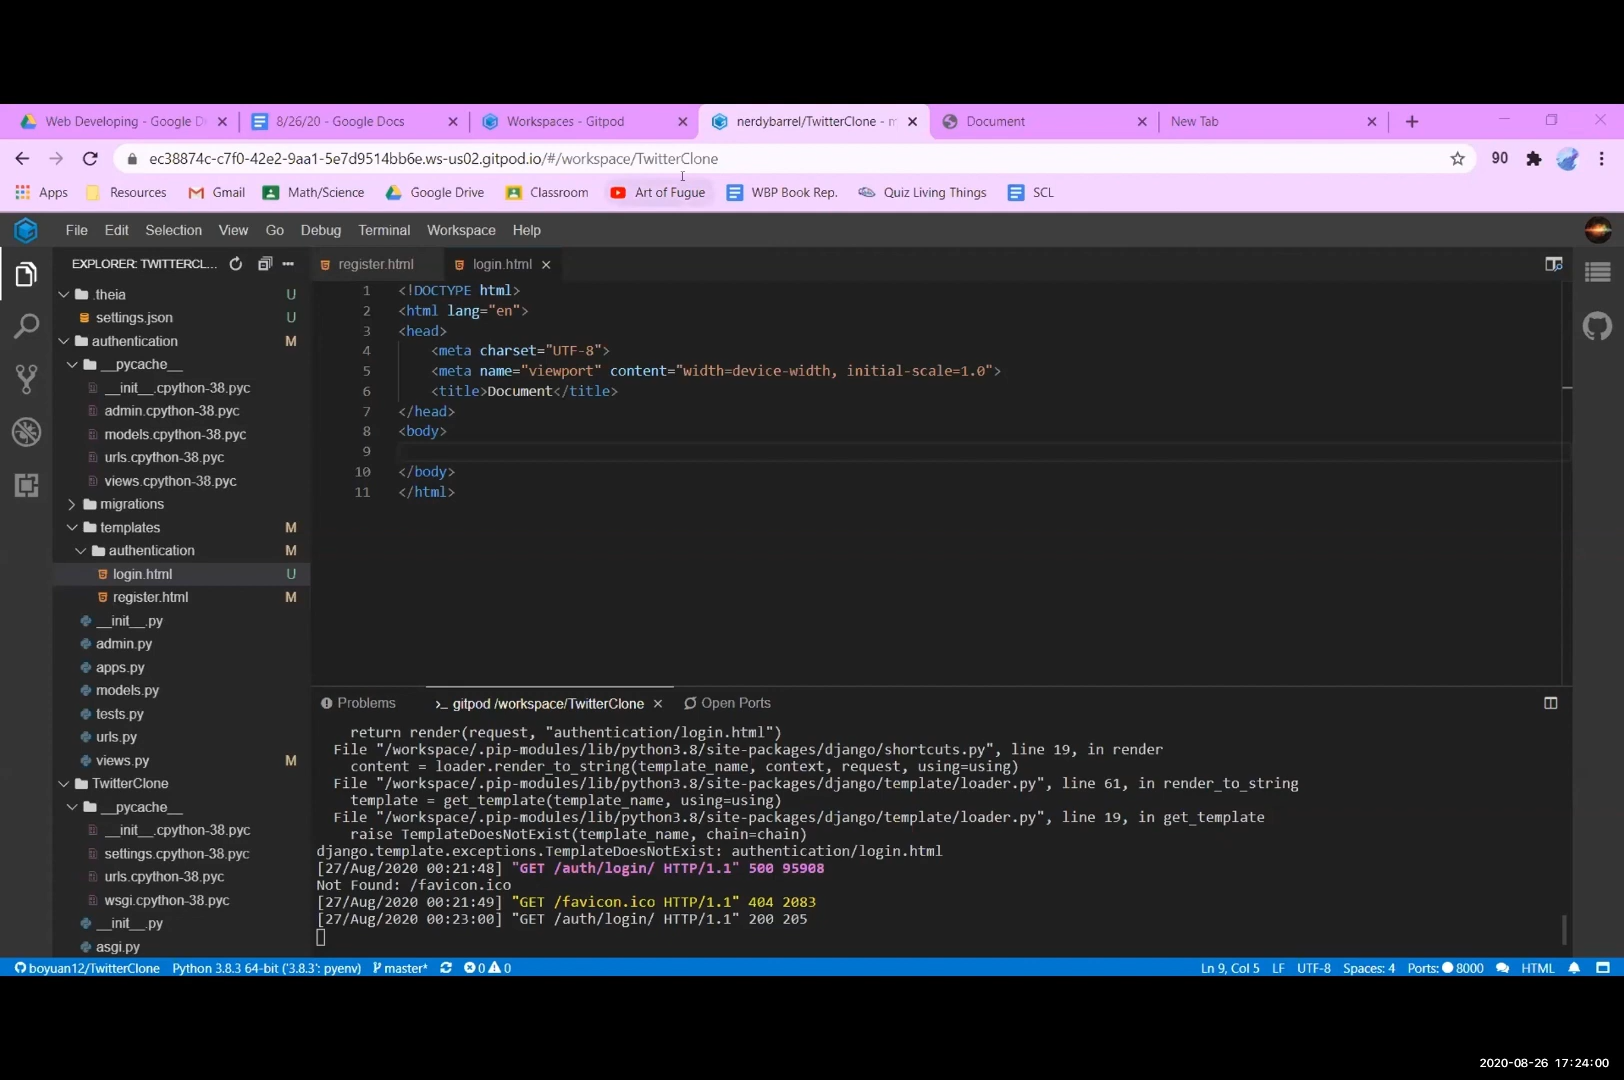 Web Developing - Google D
8/26/20 - Google Docs
Workspaces - Gitpod
nerdybarrel/TwitterClone - m
Document
New Tab
ec38874c-c7f0-42e2-9aa1-5e7d9514bb6e.ws-us02.gitpod.io/#/workspace/TwitterClone
90
Apps
Resources
Gmail
Math/Science
Google Drive
Classroom
Art of Fugue
WBP Book Rep.
Quiz Living Things
SCL
File Edit Selection View Go Debug Terminal Workspace Help
EXPLORER: TWITTERCL...
.theia U
settings.json U
authentication M
__pycache__
__init__.cpython-38.pyc
admin.cpython-38.pyc
models.cpython-38.pyc
urls.cpython-38.pyc
views.cpython-38.pyc
migrations
templates M
authentication M
login.html U
register.html M
__init__.py
admin.py
apps.py
models.py
tests.py
urls.py
views.py M
TwitterClone
__pycache__
__init__.cpython-38.pyc
settings.cpython-38.pyc
urls.cpython-38.pyc
wsgi.cpython-38.pyc
__init__.py
asgi.py
register.html
login.html
1 <!DOCTYPE html>
2 <html lang="en">
3 <head>
4 <meta charset="UTF-8">
5 <meta name="viewport" content="width=device-width, initial-scale=1.0">
6 <title>Document</title>
7 </head>
8 <body>
9
10 </body>
11 </html>
Problems
gitpod /workspace/TwitterClone
Open Ports
return render(request, "authentication/login.html")
File "/workspace/.pip-modules/lib/python3.8/site-packages/django/shortcuts.py", line 19, in render
content = loader.render_to_string(template_name, context, request, using=using)
File "/workspace/.pip-modules/lib/python3.8/site-packages/django/template/loader.py", line 61, in render_to_string
template = get_template(template_name, using=using)
File "/workspace/.pip-modules/lib/python3.8/site-packages/django/template/loader.py", line 19, in get_template
raise TemplateDoesNotExist(template_name, chain=chain)
django.template.exceptions.TemplateDoesNotExist: authentication/login.html
[27/Aug/2020 00:21:48] "GET /auth/login/ HTTP/1.1" 500 95908
Not Found: /favicon.ico
[27/Aug/2020 00:21:49] "GET /favicon.ico HTTP/1.1" 404 2083
[27/Aug/2020 00:23:00] "GET /auth/login/ HTTP/1.1" 200 205
boyuan12/TwitterClone Python 3.8.3 64-bit ('3.8.3': pyenv) master* 0 0 Ln 9, Col 5 LF UTF-8 Spaces: 4 Ports: 8000 HTML
2020-08-26 17:24:00